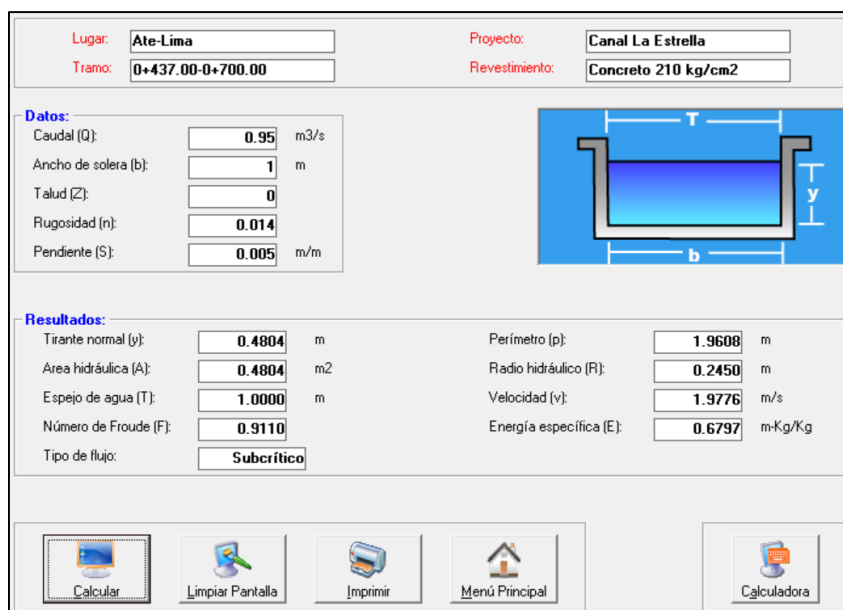 Lugar: Ate-Lima Proyecto: Canal La Estrella
Tramo: 0+437.00-0+700.00 Revestimiento: Concreto 210 kg/cm2
Datos:
Caudal (Q): 0.95 m3/s
Ancho de solera (b): 1 m
Talud (Z): 0
Rugosidad (n): 0.014
Pendiente (S): 0.005 m/m
T
y
b
Resultados:
Tirante normal (y): 0.4804 m Perímetro (p): 1.9608 m
Area hidráulica (A): 0.4804 m2 Radio hidráulico (R): 0.2450 m
Espejo de agua (T): 1.0000 m Velocidad (v): 1.9776 m/s
Número de Froude (F): 0.9110 Energía específica (E): 0.6797 m-Kg/Kg
Tipo de flujo: Subcrítico
Calcular Limpiar Pantalla Imprimir Menú Principal Calculadora